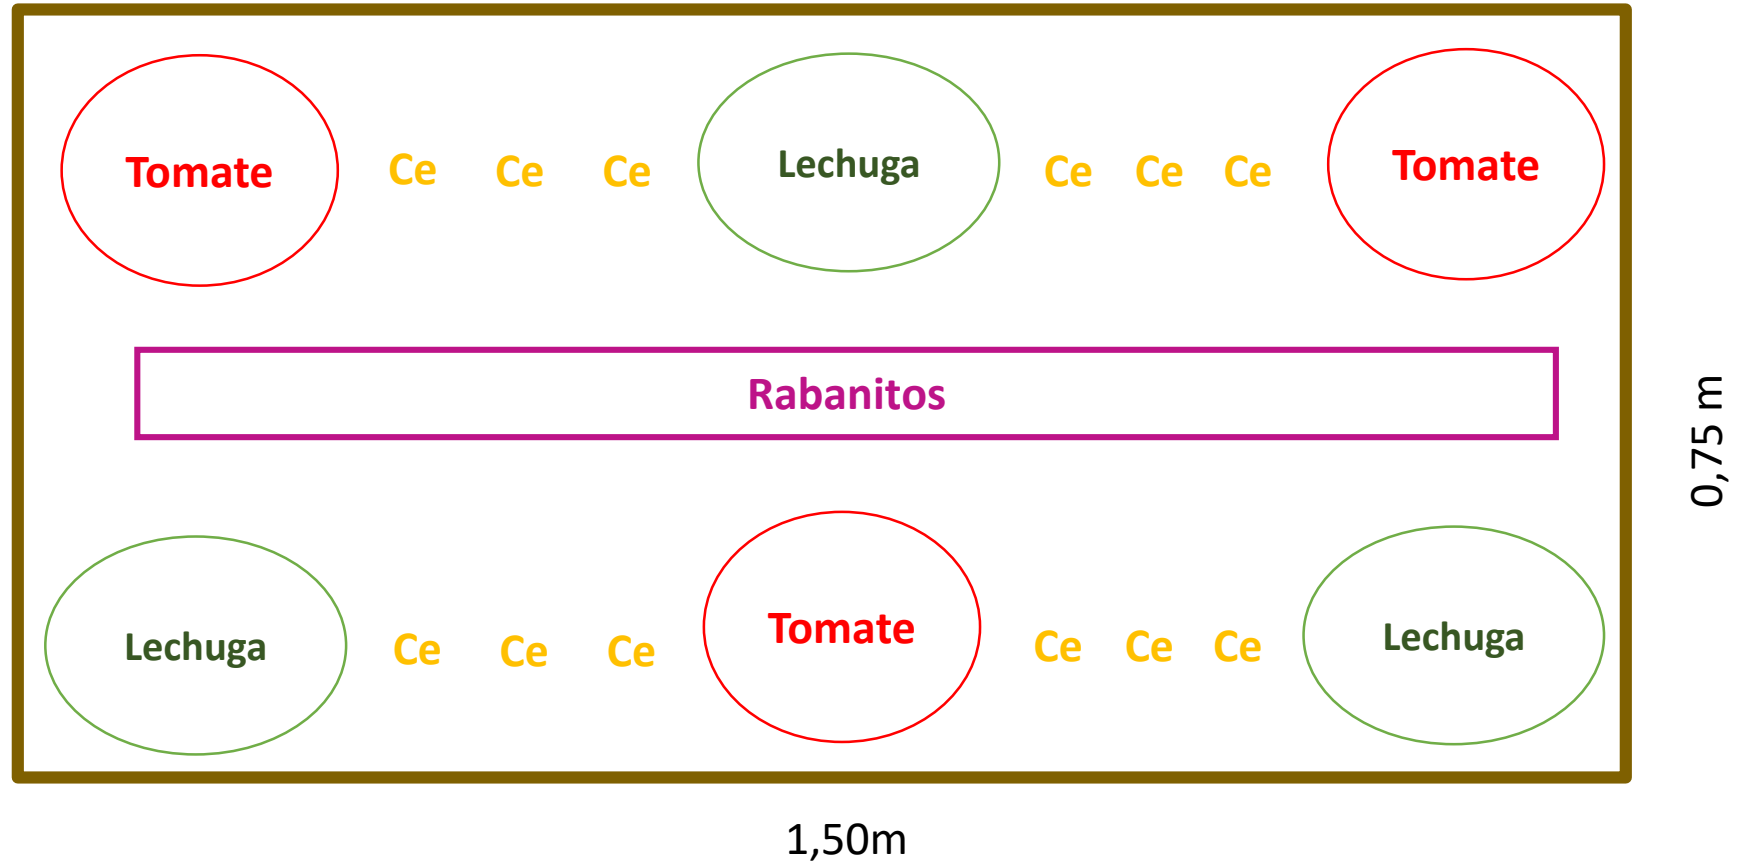 Tomate Ce Ce Ce Lechuga Ce Ce Ce Tomate
Rabanitos
0,75 m
Lechuga Ce Ce Ce Tomate Ce Ce Ce Lechuga
1,50m